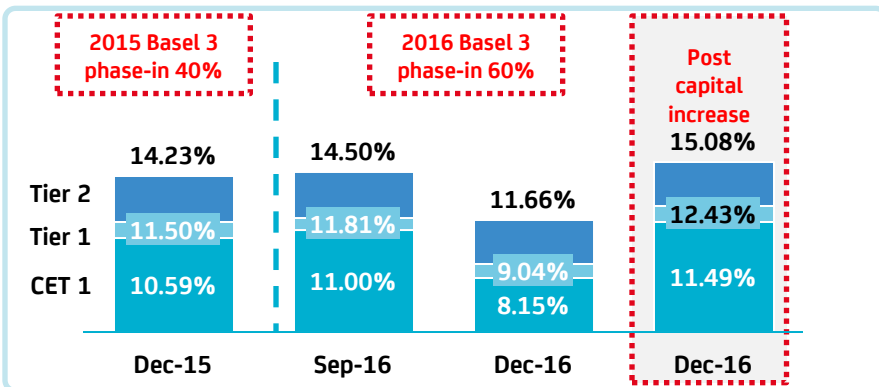 2015 Basel 3
phase-in 40%
2016 Basel 3
phase-in 60%
Post
capital
increase
14.23%
14.50%
11.66%
15.08%
Tier 2
Tier 1
11.50%
11.81%
9.04%
12.43%
CET 1
10.59%
11.00%
8.15%
11.49%
Dec-15
Sep-16
Dec-16
Dec-16